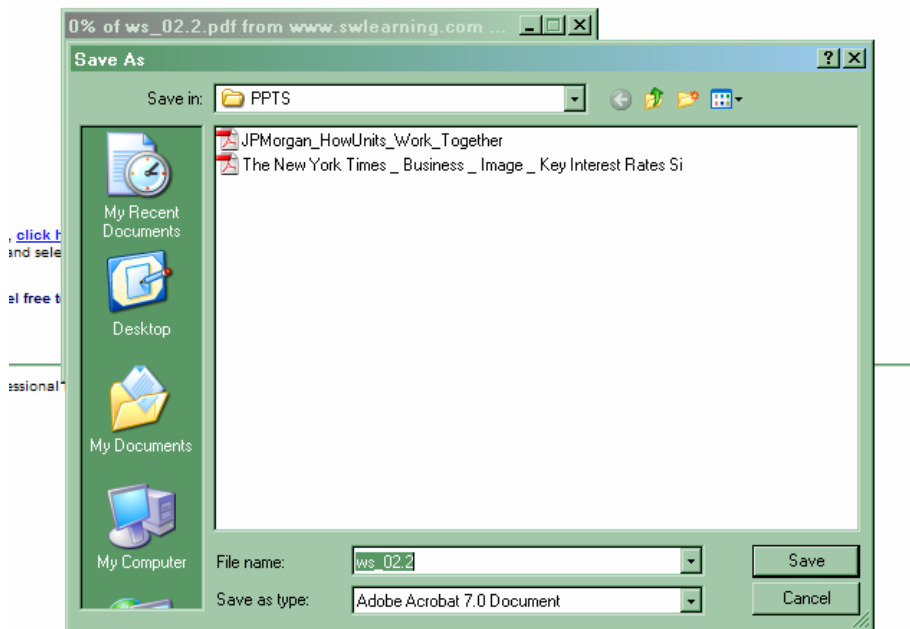 0% of ws_02.2.pdf from www.swlearning.com ...
Save As
Save in:
PPTS
JPMorgan_HowUnits_Work_Together
The New York Times _ Business _ Image _ Key Interest Rates Si
My Recent
Documents
Desktop
My Documents
My Computer
, click h
and sele
el free t
essional
File name:
ws_02.2
Save
Save as type:
Adobe Acrobat 7.0 Document
Cancel